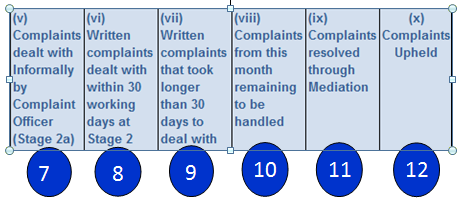 (v)
Complaints
dealt with
Informally
by
Complaint
Officer
(Stage 2a)
(vi)
Written
complaints
dealt with
within 30
working
days at
Stage 2
(vii)
Written
complaints
that took
longer
than 30
days to
deal with
(viii)
Complaints
from this
month
remaining
to be
handled
(ix)
Complaints
resolved
through
Mediation
(x)
Complaints
Upheld
7
8
9
10
11
12